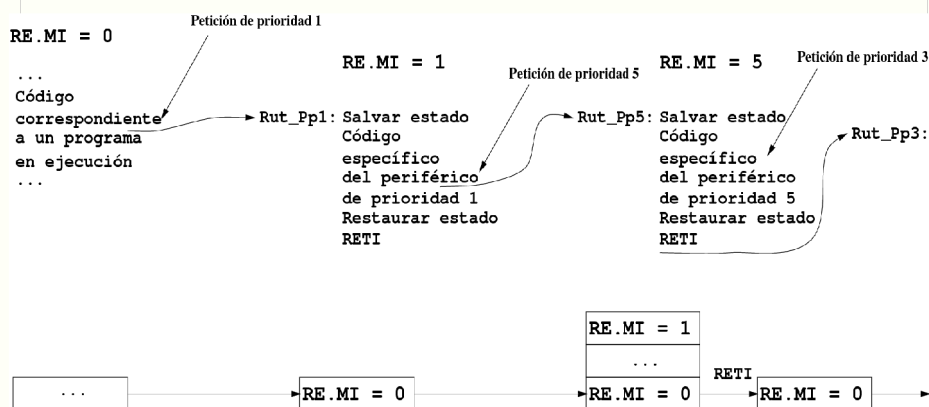 Petición de prioridad 1
RE.MI = 0
...
Código
correspondiente
a un programa
en ejecución
...
RE.MI = 1
Petición de prioridad 5
Rut_Pp1: Salvar estado
Código
específico
del periférico
de prioridad 1
Restaurar estado
RETI
RE.MI = 5
Petición de prioridad 3
Rut_Pp5: Salvar estado
Código
específico
del periférico
de prioridad 5
Restaurar estado
RETI
Rut_Pp3:
...
RE.MI = 0
RE.MI = 1
...
RE.MI = 0
RETI
RE.MI = 0